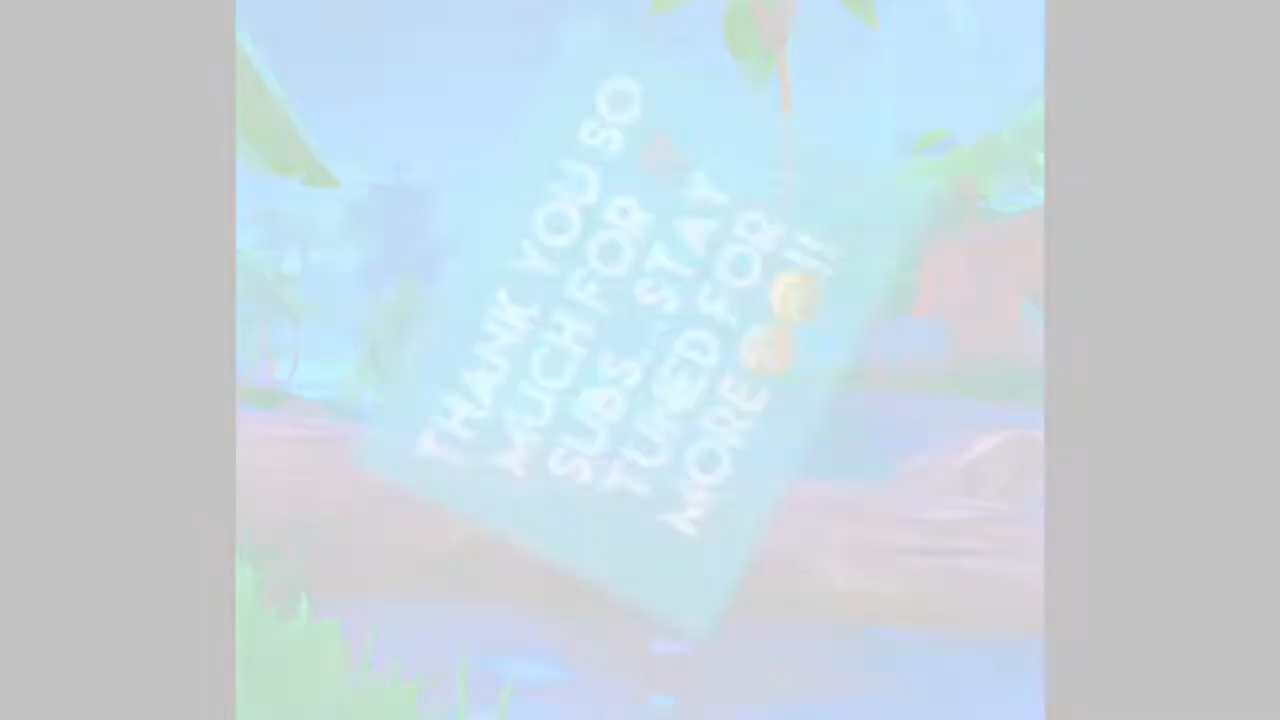 THANK YOU SO
MUCH FOR
SUBS... STAY
TUNED FOR
MORE 
!!